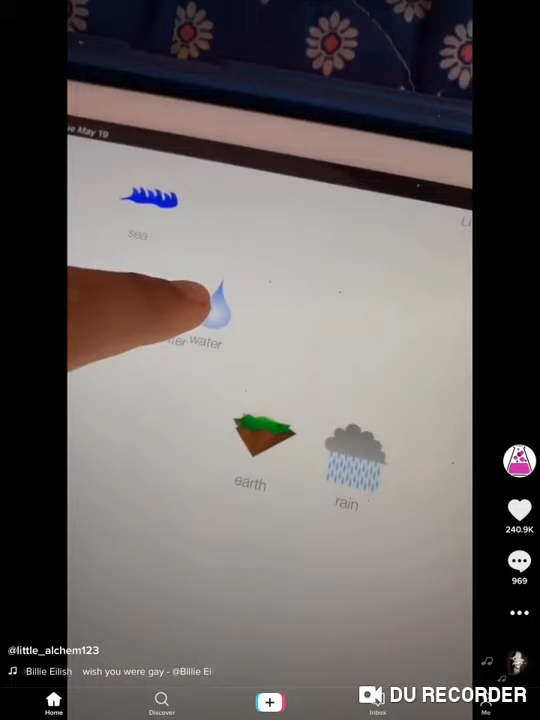 ue May 19
sea
water
earth
rain
240.9K
969
@little_alchem123
Billie Eilish wish you were gay - @Billie Ei
Home
Discover
Inbox
Me
DU RECORDER